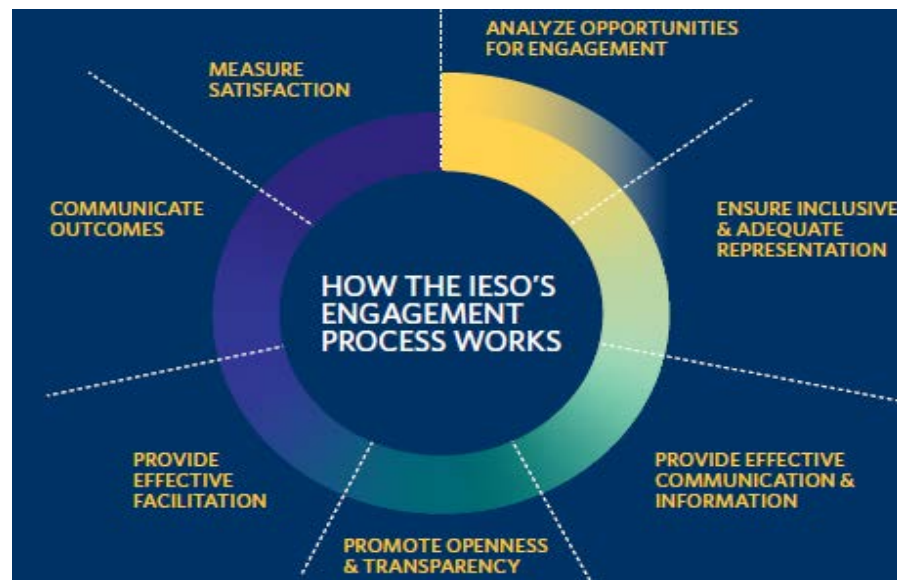 ANALYZE OPPORTUNITIES
FOR ENGAGEMENT
ENSURE INCLUSIVE
& ADEQUATE
REPRESENTATION
PROVIDE EFFECTIVE
COMMUNICATION &
INFORMATION
PROMOTE OPENNESS
& TRANSPARENCY
PROVIDE
EFFECTIVE
FACILITATION
COMMUNICATE
OUTCOMES
MEASURE
SATISFACTION
HOW THE IESO'S
ENGAGEMENT
PROCESS WORKS